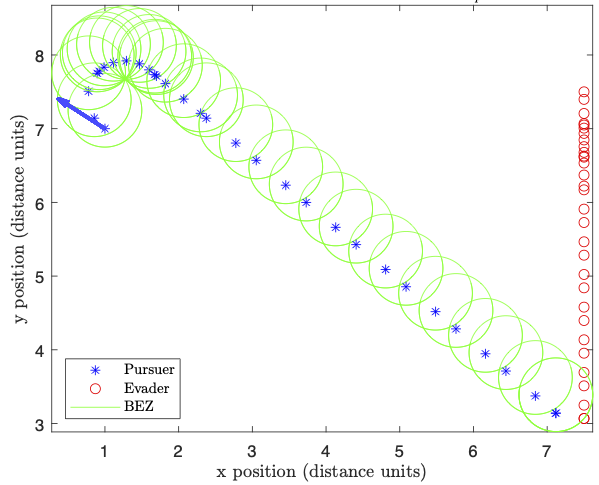 8
7
6
5
4
3
y position (distance units)
Pursuer
Evader
BEZ
1
2
3
4
5
6
7
x position (distance units)